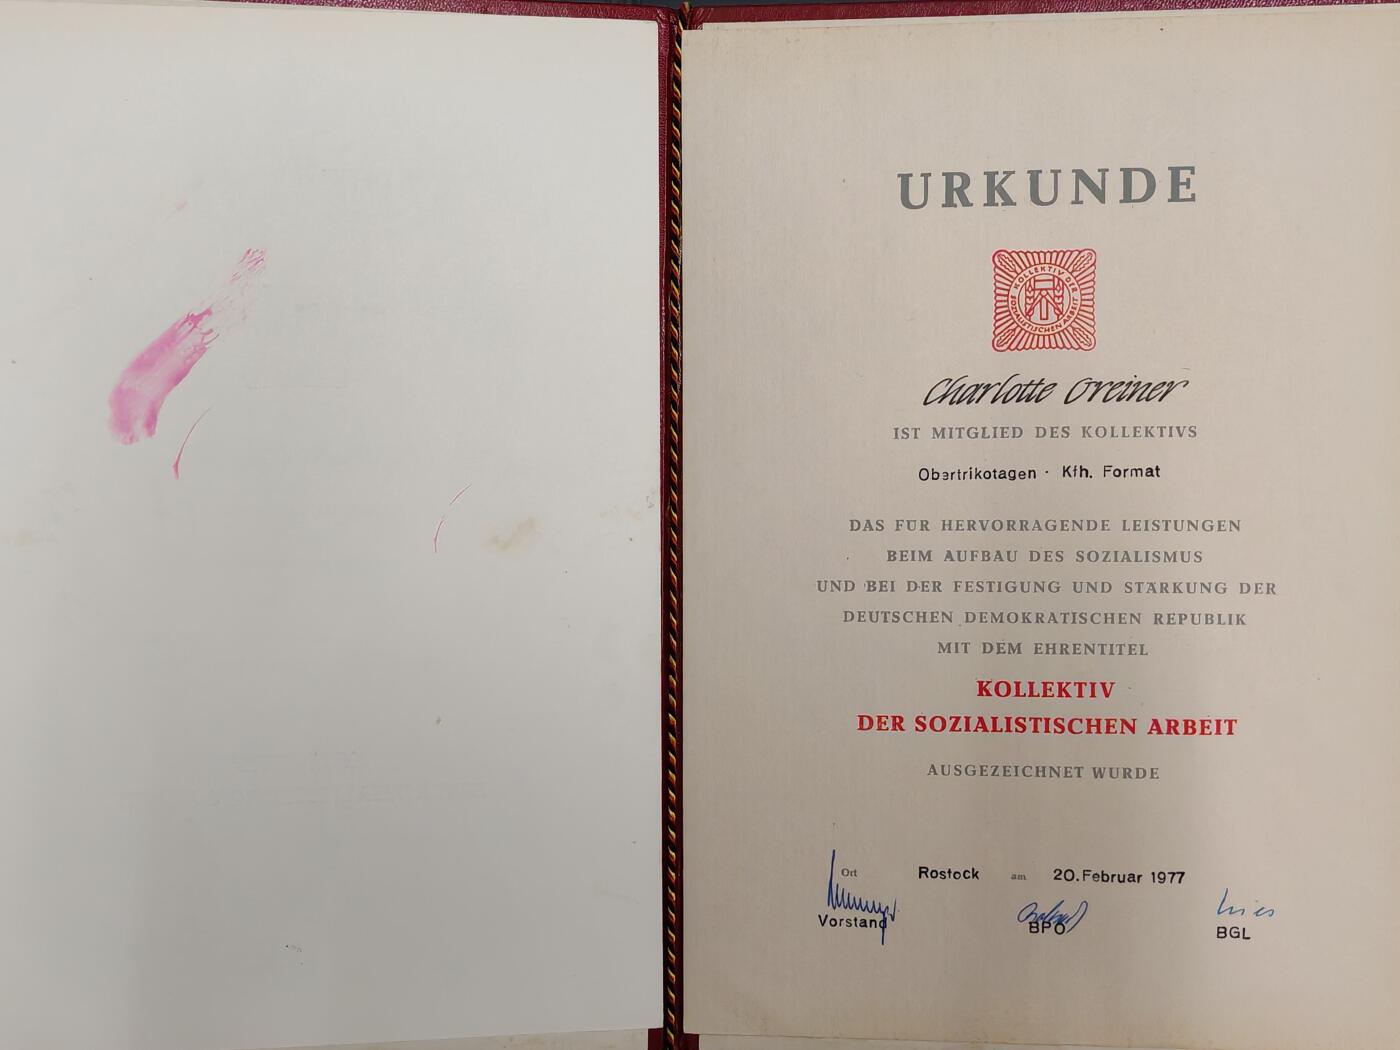 URKUNDE
KOLLEKTIV DER SOZIALISTISCHEN ARBEIT
Charlotte Greiner
IST MITGLIED DES KOLLEKTIVS
Obertrikotagen · Kfh. Format
DAS FÜR HERVORRAGENDE LEISTUNGEN
BEIM AUFBAU DES SOZIALISMUS
UND BEI DER FESTIGUNG UND STÄRKUNG DER
DEUTSCHEN DEMOKRATISCHEN REPUBLIK
MIT DEM EHRENTITEL
KOLLEKTIV
DER SOZIALISTISCHEN ARBEIT
AUSGEZEICHNET WURDE
Ort Rostock am 20. Februar 1977
Vorstand BPO BGL